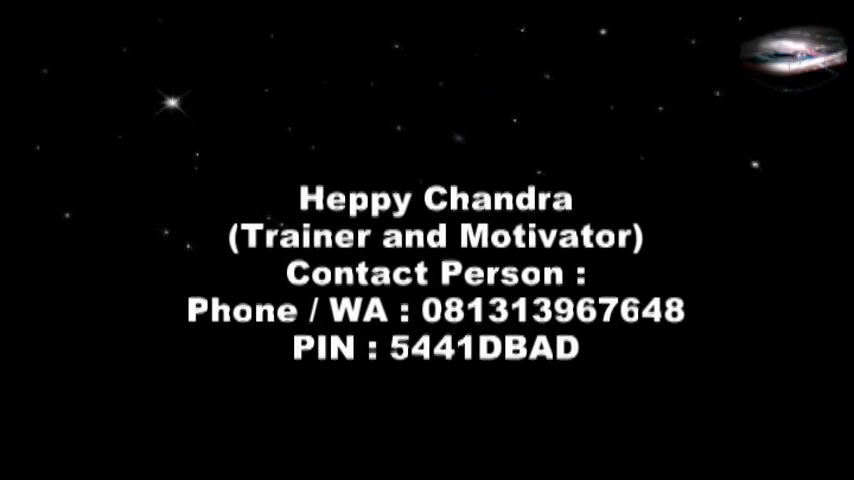 Heppy Chandra
(Trainer and Motivator)
Contact Person :
Phone / WA : 081313967648
PIN : 5441DBAD